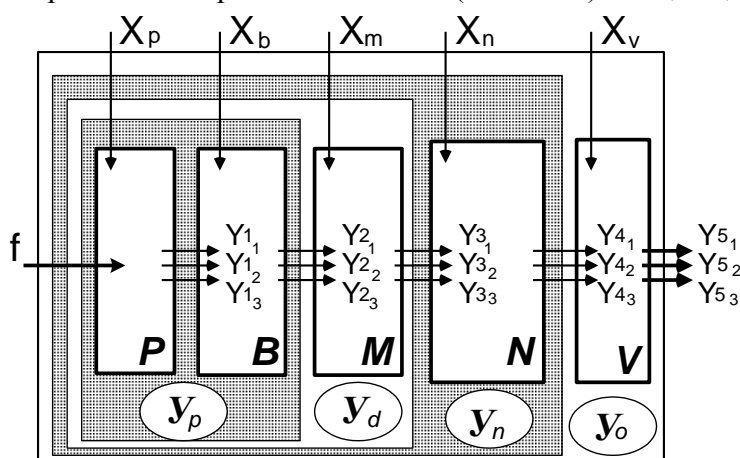 Xp Xb Xm Xn Xv
f
Y1₁ Y2₁ Y3₁ Y4₁ Y5₁
Y1₂ Y2₂ Y3₂ Y4₂ Y5₂
Y1₃ Y2₃ Y3₃ Y4₃ Y5₃
P B M N V
yp yd yn yo